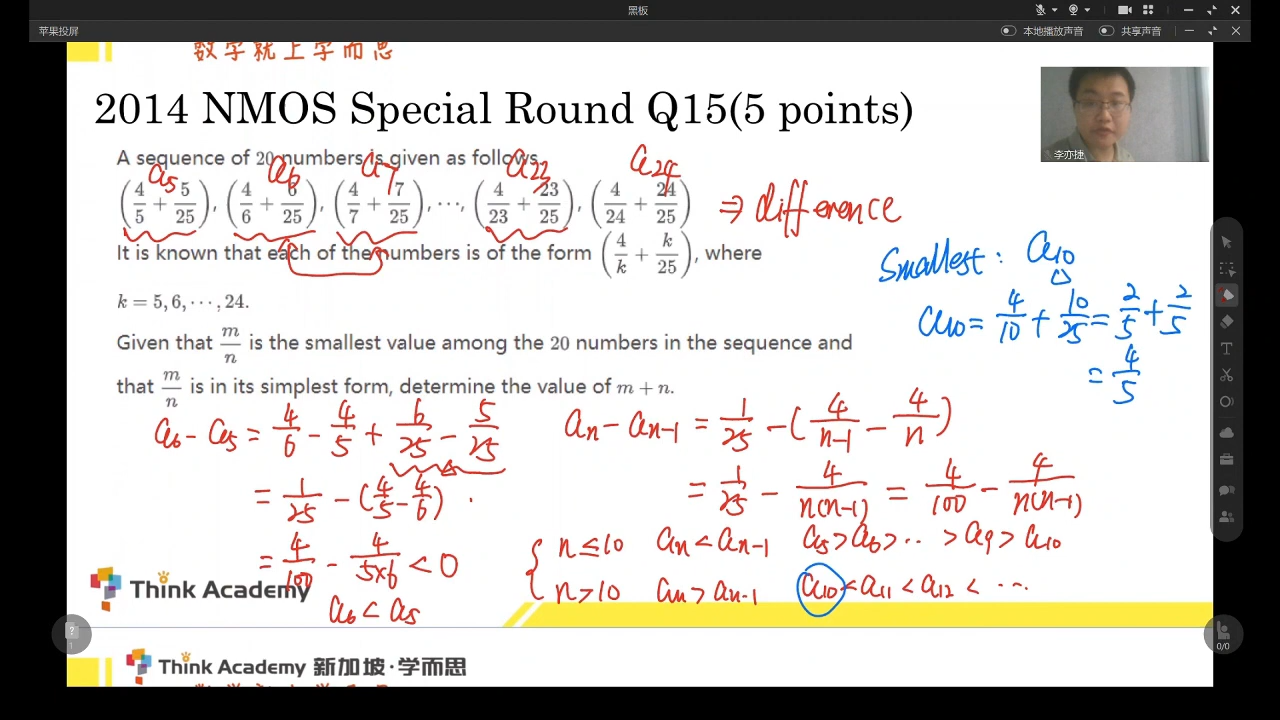 黑板
苹果投屏
本地播放声音 共享声音
数学就上学而思
2014 NMOS Special Round Q15(5 points)
李亦捷
A sequence of 20 numbers is given as follows
a5 a6 a7 a23 a24
(4/5 + 5/25), (4/6 + 6/25), (4/7 + 7/25), ⋯, (4/23 + 23/25), (4/24 + 24/25) ⇒ difference
It is known that each of the numbers is of the form (4/k + k/25), where
k = 5, 6, ⋯, 24.
Given that m/n is the smallest value among the 20 numbers in the sequence and
that m/n is in its simplest form, determine the value of m + n.
Smallest: a10
a10 = 4/10 + 10/25 = 2/5 + 2/5
= 4/5
a6 - a5 = 4/6 - 4/5 + 6/25 - 5/25
= 1/25 - (4/5 - 4/6)
= 4/100 - 4/5×6 < 0
a6 < a5
an - an-1 = 1/25 - (4/n-1 - 4/n)
= 1/25 - 4/n(n-1) = 4/100 - 4/n(n-1)
n ≤ 10 an < an-1 a5 > a6 > ⋯ > a9 > a10
n > 10 an > an-1 a10 < a11 < a12 < ⋯
Think Academy
T
0/0
?
1
Think Academy 新加坡·学而思